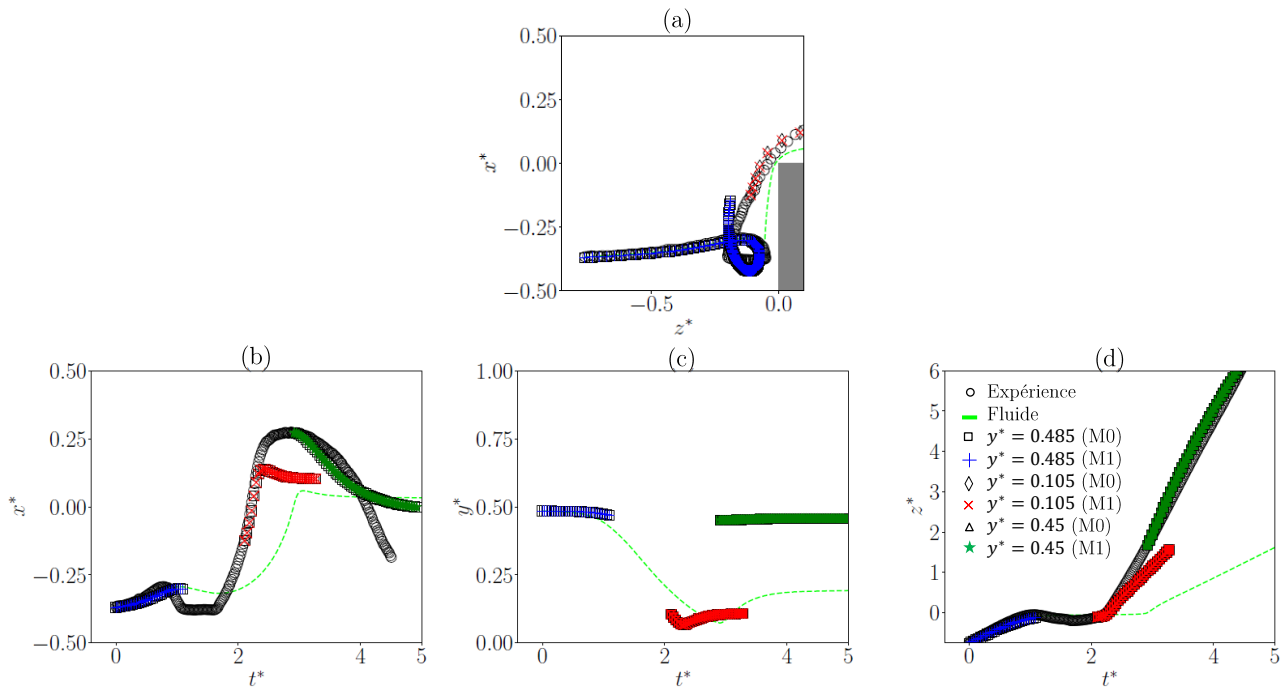 (a)
0.50
0.25
0.00
−0.25
−0.50
x*
−0.5
0.0
z*
(b)
0.50
0.25
0.00
−0.25
−0.50
x*
0
2
4
5
t*
(c)
1.00
0.75
0.50
0.25
0.00
y*
0
2
4
5
t*
(d)
6
5
4
3
2
1
0
z*
0
2
4
5
t*
Expérience
Fluide
y* = 0.485 (M0)
y* = 0.485 (M1)
y* = 0.105 (M0)
y* = 0.105 (M1)
y* = 0.45 (M0)
y* = 0.45 (M1)